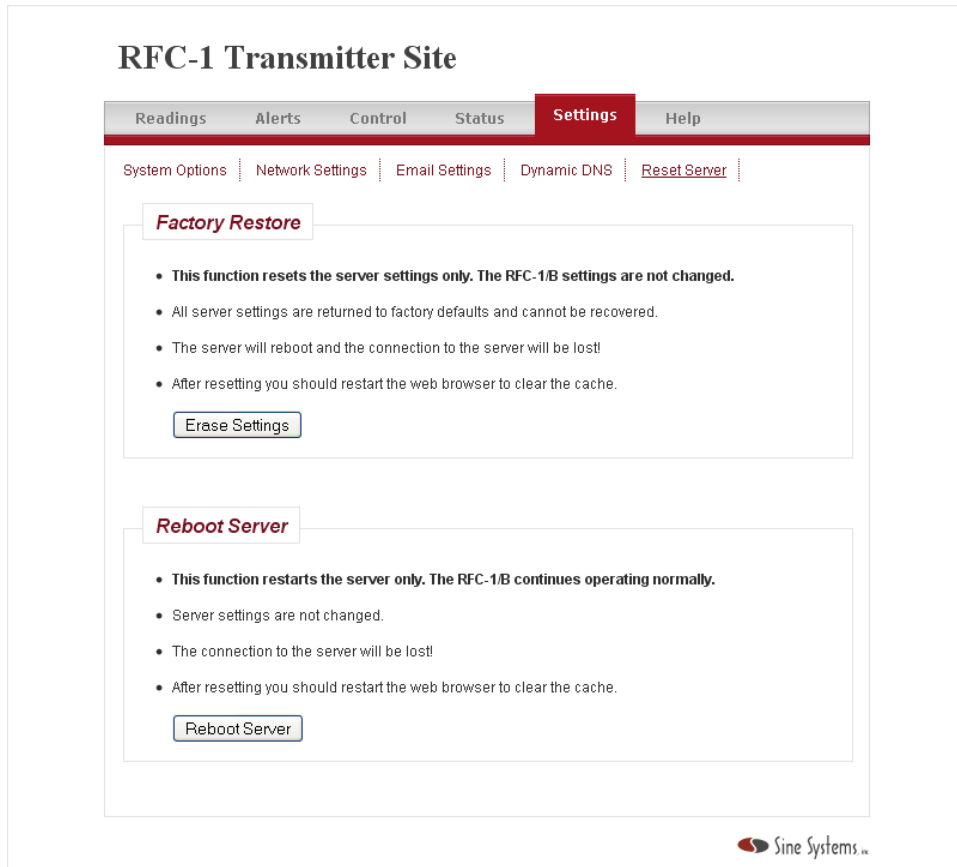 RFC-1 Transmitter Site
Readings Alerts Control Status Settings Help
System Options Network Settings Email Settings Dynamic DNS Reset Server
Factory Restore
• This function resets the server settings only. The RFC-1/B settings are not changed.
• All server settings are returned to factory defaults and cannot be recovered.
• The server will reboot and the connection to the server will be lost!
• After resetting you should restart the web browser to clear the cache.
Erase Settings
Reboot Server
• This function restarts the server only. The RFC-1/B continues operating normally.
• Server settings are not changed.
• The connection to the server will be lost!
• After resetting you should restart the web browser to clear the cache.
Reboot Server
Sine Systems, inc